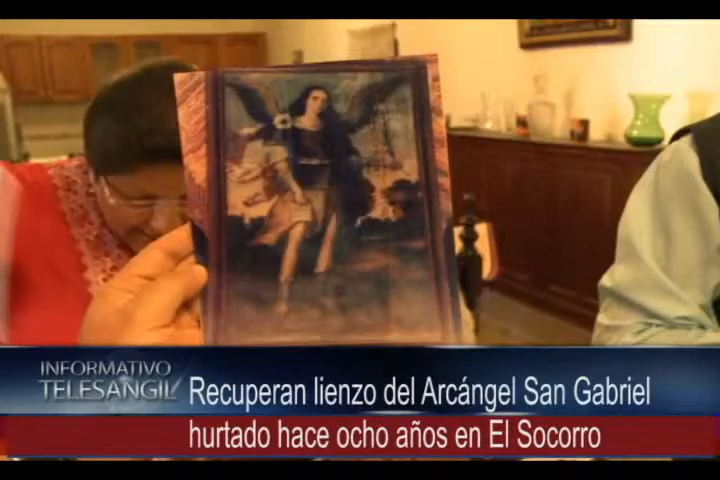 INFORMATIVO
TELESANGIL
Recuperan lienzo del Arcángel San Gabriel
hurtado hace ocho años en El Socorro